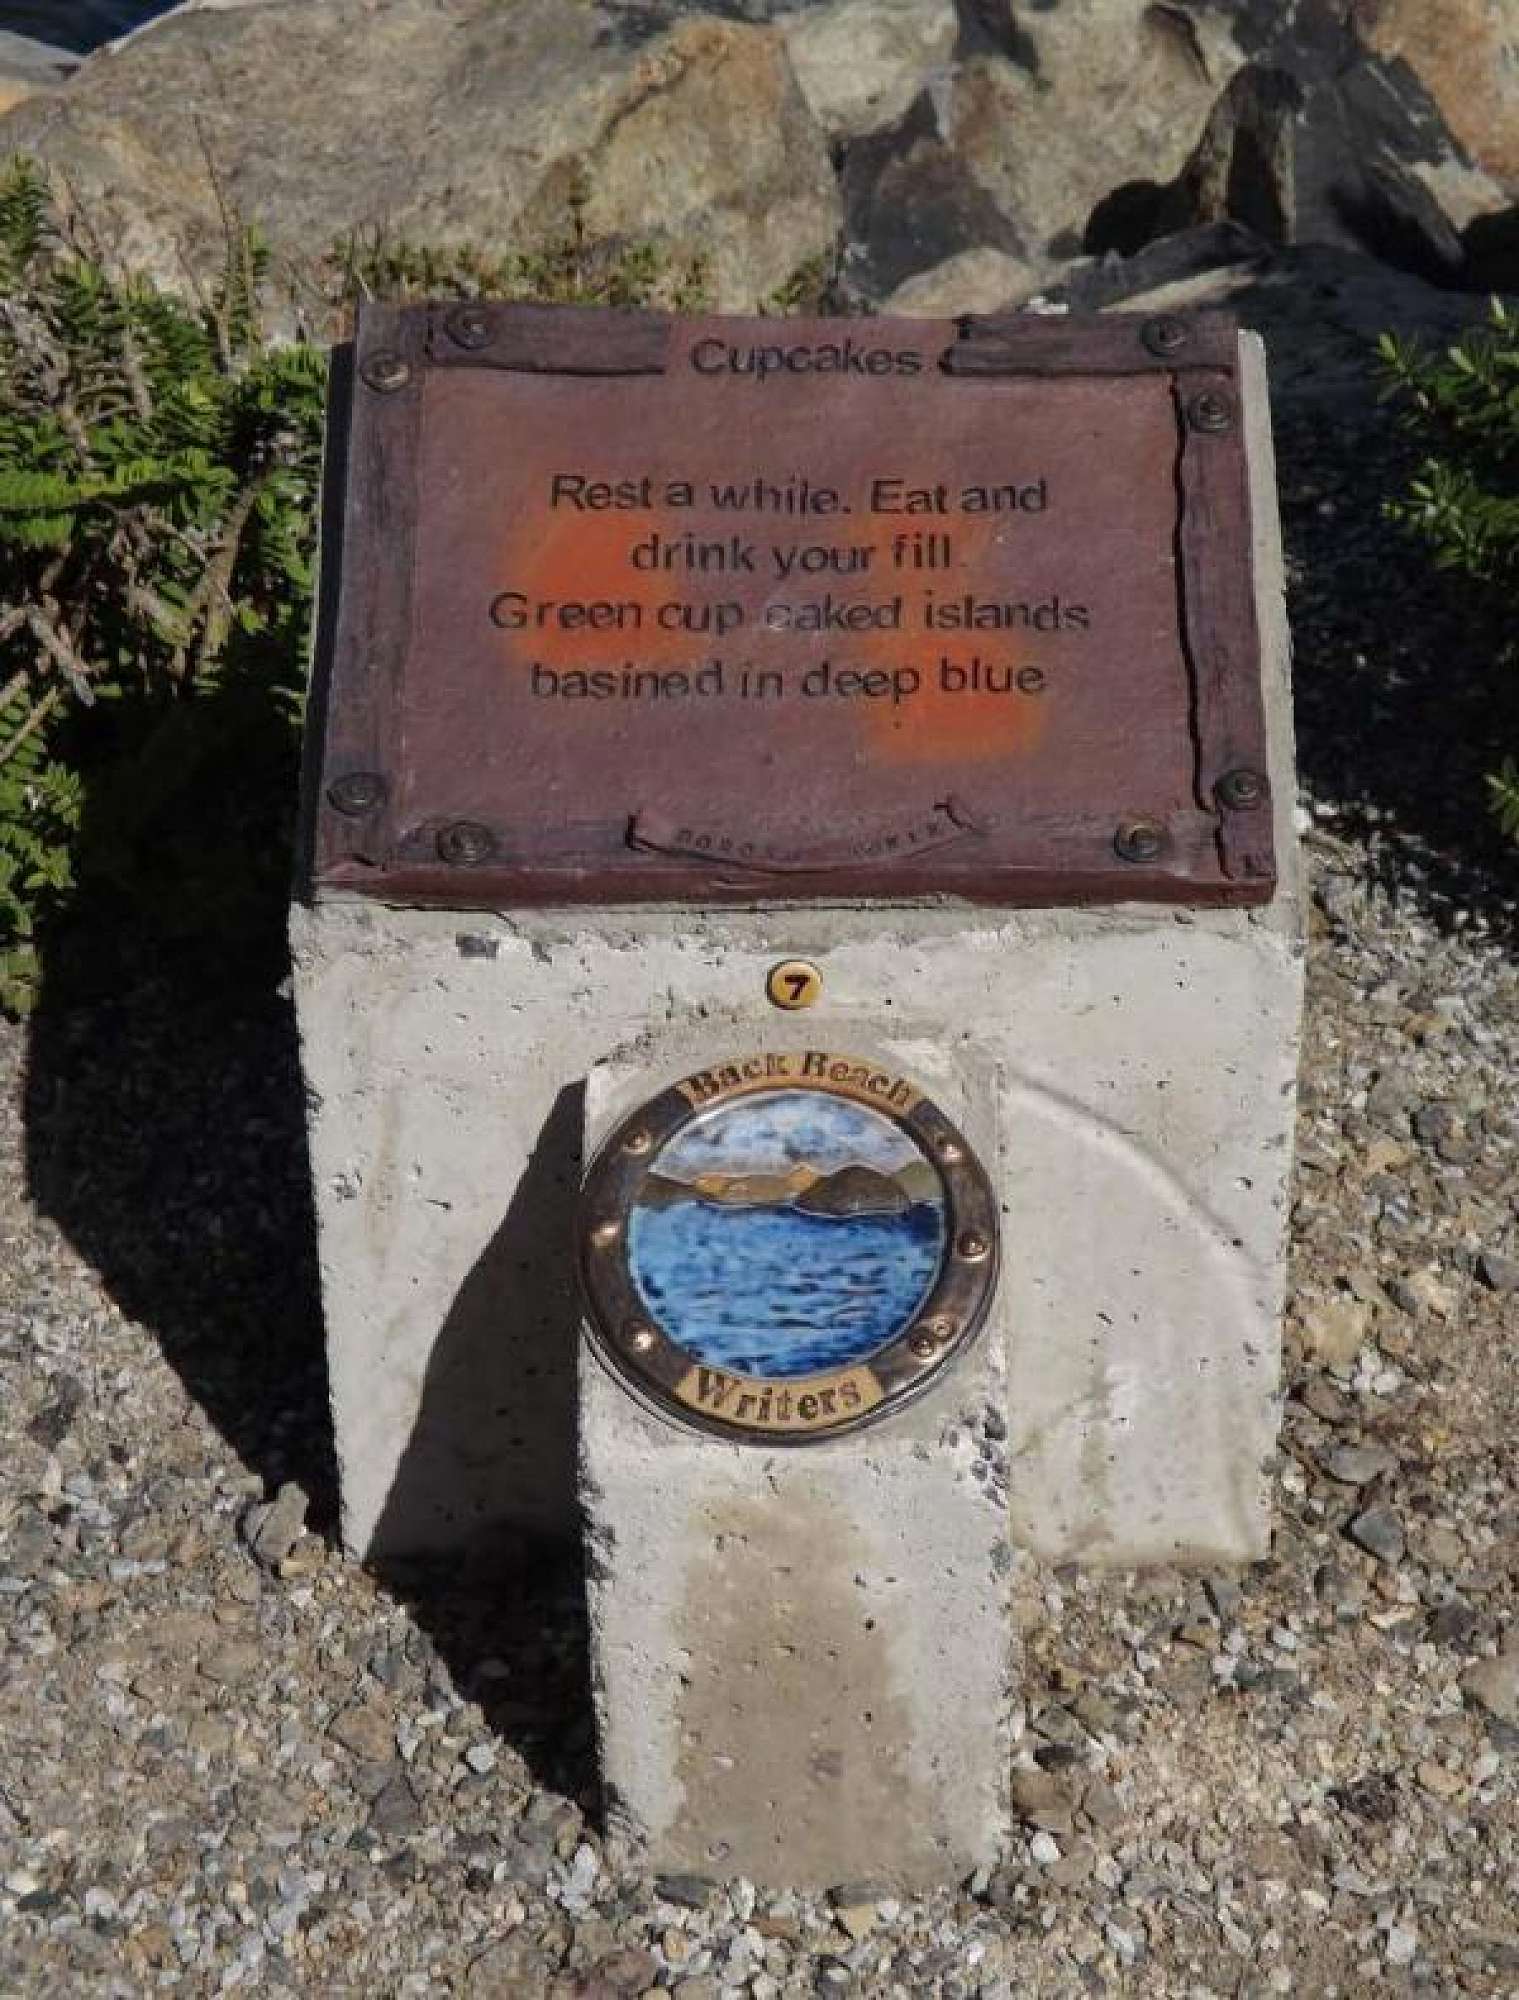 Cupcakes
Rest a while. Eat and
drink your fill.
Green cup caked islands
basined in deep blue
7
Back Beach
Writers